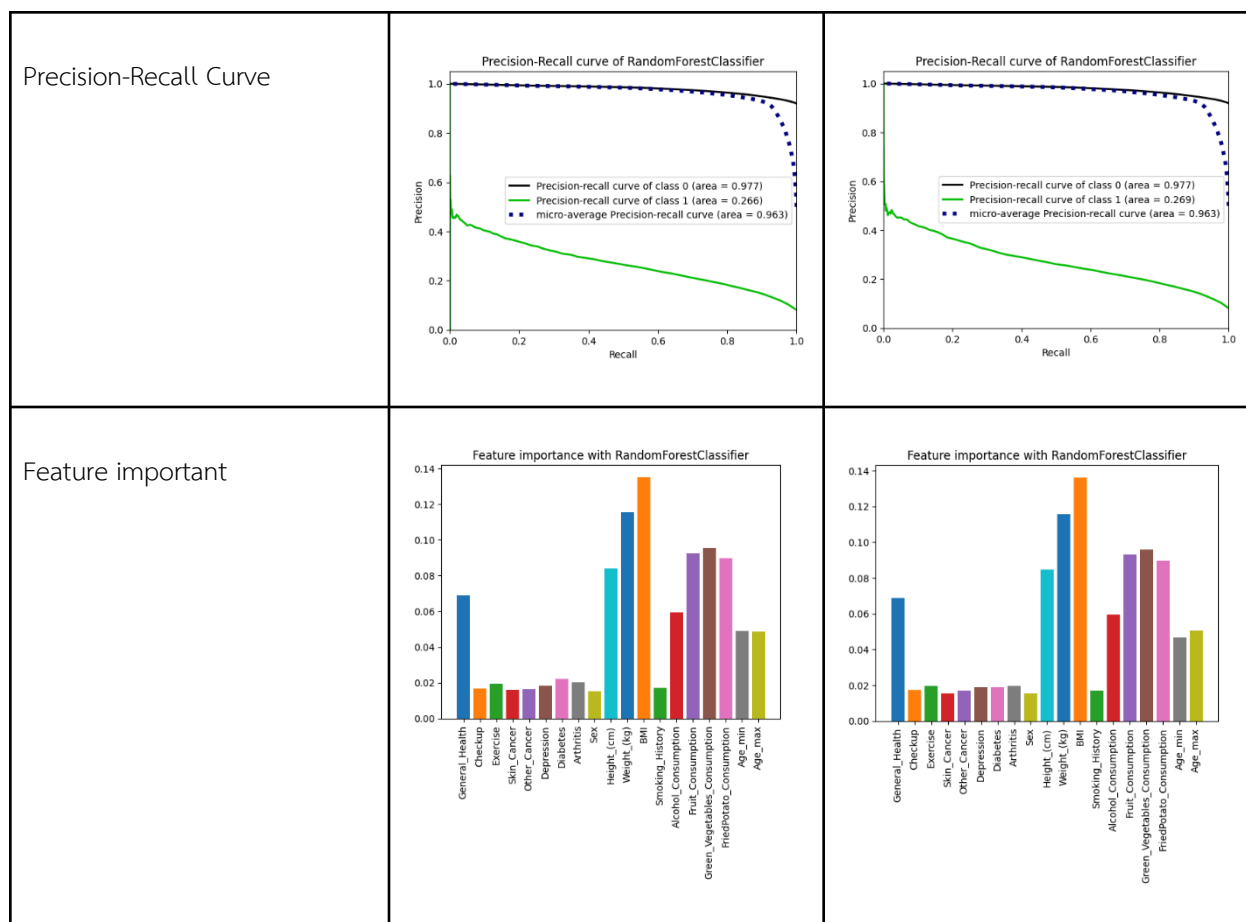 Precision-Recall Curve
Precision-Recall curve of RandomForestClassifier
1.0
0.8
0.6
0.4
0.2
0.0
Precision
Precision-recall curve of class 0 (area = 0.977)
Precision-recall curve of class 1 (area = 0.266)
micro-average Precision-recall curve (area = 0.963)
0.0 0.2 0.4 0.6 0.8 1.0
Recall
Precision-Recall curve of RandomForestClassifier
1.0
0.8
0.6
0.4
0.2
0.0
Precision
Precision-recall curve of class 0 (area = 0.977)
Precision-recall curve of class 1 (area = 0.269)
micro-average Precision-recall curve (area = 0.963)
0.0 0.2 0.4 0.6 0.8 1.0
Recall
Feature important
Feature importance with RandomForestClassifier
0.14
0.12
0.10
0.08
0.06
0.04
0.02
0.00
General_Health
Checkup
Exercise
Skin_Cancer
Other_Cancer
Depression
Diabetes
Arthritis
Sex
Height_(cm)
Weight_(kg)
BMI
Smoking_History
Alcohol_Consumption
Fruit_Consumption
Green_Vegetables_Consumption
FriedPotato_Consumption
Age_min
Age_max
Feature importance with RandomForestClassifier
0.14
0.12
0.10
0.08
0.06
0.04
0.02
0.00
General_Health
Checkup
Exercise
Skin_Cancer
Other_Cancer
Depression
Diabetes
Arthritis
Sex
Height_(cm)
Weight_(kg)
BMI
Smoking_History
Alcohol_Consumption
Fruit_Consumption
Green_Vegetables_Consumption
FriedPotato_Consumption
Age_min
Age_max